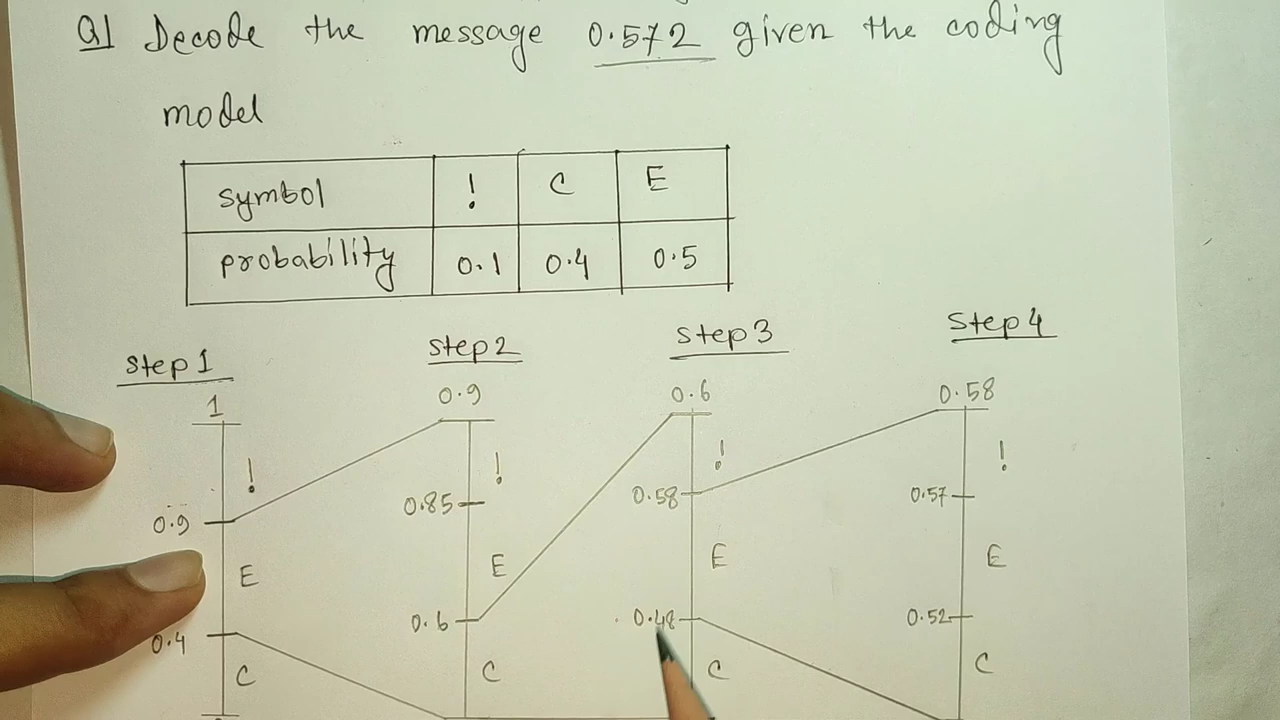 Q1 Decode the message 0.572 given the coding
model
symbol ! C E
probability 0.1 0.4 0.5
Step 1 Step 2 Step 3 Step 4
1 0.9 0.6 0.58
! ! ! !
0.9 0.85 0.58 0.57
E E E E
0.4 0.6 0.48 0.52
C C C C